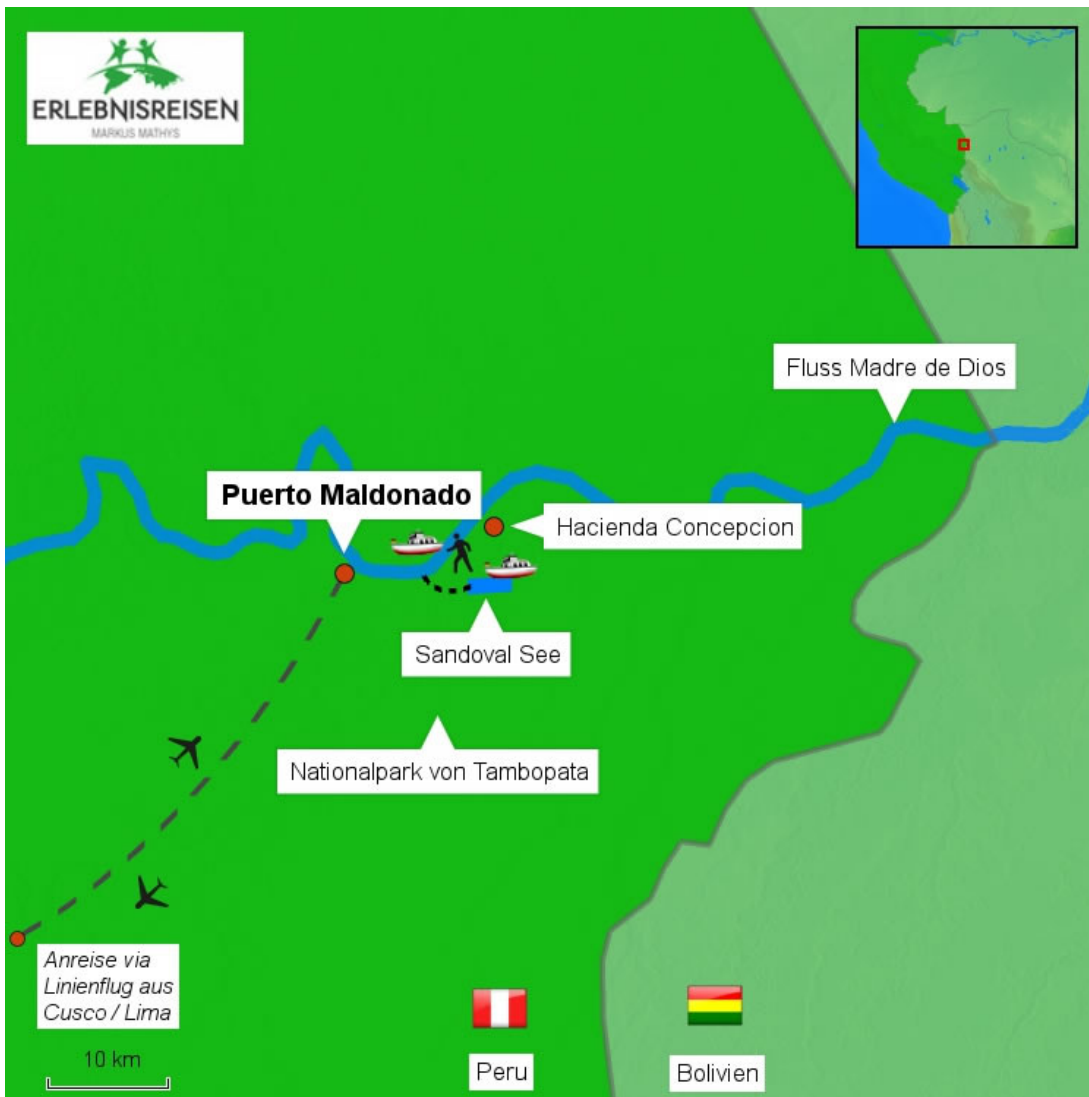 ERLEBNISREISEN
MARKUS MATHYS
Fluss Madre de Dios
Puerto Maldonado
Hacienda Concepcion
Sandoval See
Nationalpark von Tambopata
Anreise via
Linienflug aus
Cusco / Lima
10 km
Peru
Bolivien